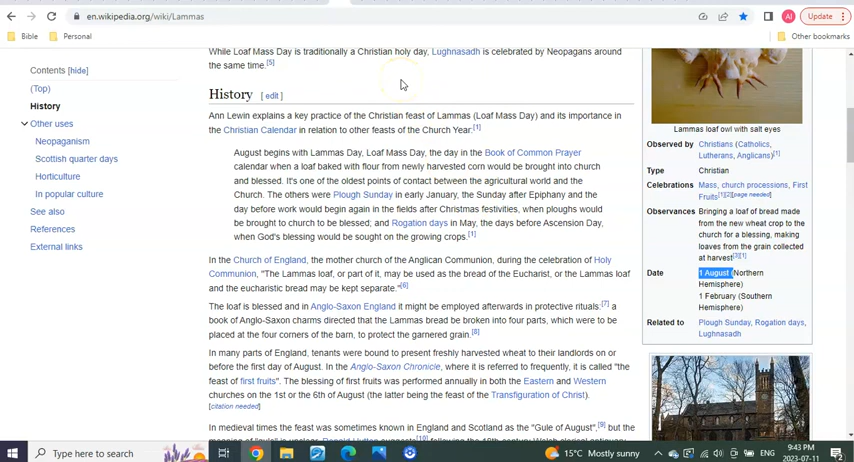 en.wikipedia.org/wiki/Lammas
AI
Update
Bible
Personal
Other bookmarks
Contents [hide]
(Top)
History
Other uses
Neopaganism
Scottish quarter days
Horticulture
In popular culture
See also
References
External links
While Loaf Mass Day is traditionally a Christian holy day, Lughnasadh is celebrated by Neopagans around
the same time.[5]
History [ edit ]
Ann Lewin explains a key practice of the Christian feast of Lammas (Loaf Mass Day) and its importance in
the Christian Calendar in relation to other feasts of the Church Year:[1]
August begins with Lammas Day, Loaf Mass Day, the day in the Book of Common Prayer
calendar when a loaf baked with flour from newly harvested corn would be brought into church
and blessed. It's one of the oldest points of contact between the agricultural world and the
Church. The others were Plough Sunday in early January, the Sunday after Epiphany and the
day before work would begin again in the fields after Christmas festivities, when ploughs would
be brought to church to be blessed; and Rogation days in May, the days before Ascension Day,
when God's blessing would be sought on the growing crops.[1]
In the Church of England, the mother church of the Anglican Communion, during the celebration of Holy
Communion, "The Lammas loaf, or part of it, may be used as the bread of the Eucharist, or the Lammas loaf
and the eucharistic bread may be kept separate."[6]
The loaf is blessed and in Anglo-Saxon England it might be employed afterwards in protective rituals:[7] a
book of Anglo-Saxon charms directed that the Lammas bread be broken into four parts, which were to be
placed at the four corners of the barn, to protect the garnered grain.[8]
In many parts of England, tenants were bound to present freshly harvested wheat to their landlords on or
before the first day of August. In the Anglo-Saxon Chronicle, where it is referred to frequently, it is called "the
feast of first fruits". The blessing of first fruits was performed annually in both the Eastern and Western
churches on the 1st or the 6th of August (the latter being the feast of the Transfiguration of Christ).
[citation needed]
In medieval times the feast was sometimes known in England and Scotland as the "Gule of August",[9] but the
meaning of "gule" is unclear. Ronald Hutton suggests[10] following the 18th-century Welsh clerical antiquary
Lammas loaf owl with salt eyes
Observed by Christians (Catholics,
Lutherans, Anglicans)[1]
Type Christian
Celebrations Mass, church processions, First
Fruits[1][2][page needed]
Observances Bringing a loaf of bread made
from the new wheat crop to the
church for a blessing, making
loaves from the grain collected
at harvest[3][1]
Date 1 August (Northern
Hemisphere)
1 February (Southern
Hemisphere)
Related to Plough Sunday, Rogation days,
Lughnasadh
Type here to search
15°C Mostly sunny
ENG
9:43 PM
2023-07-11
2